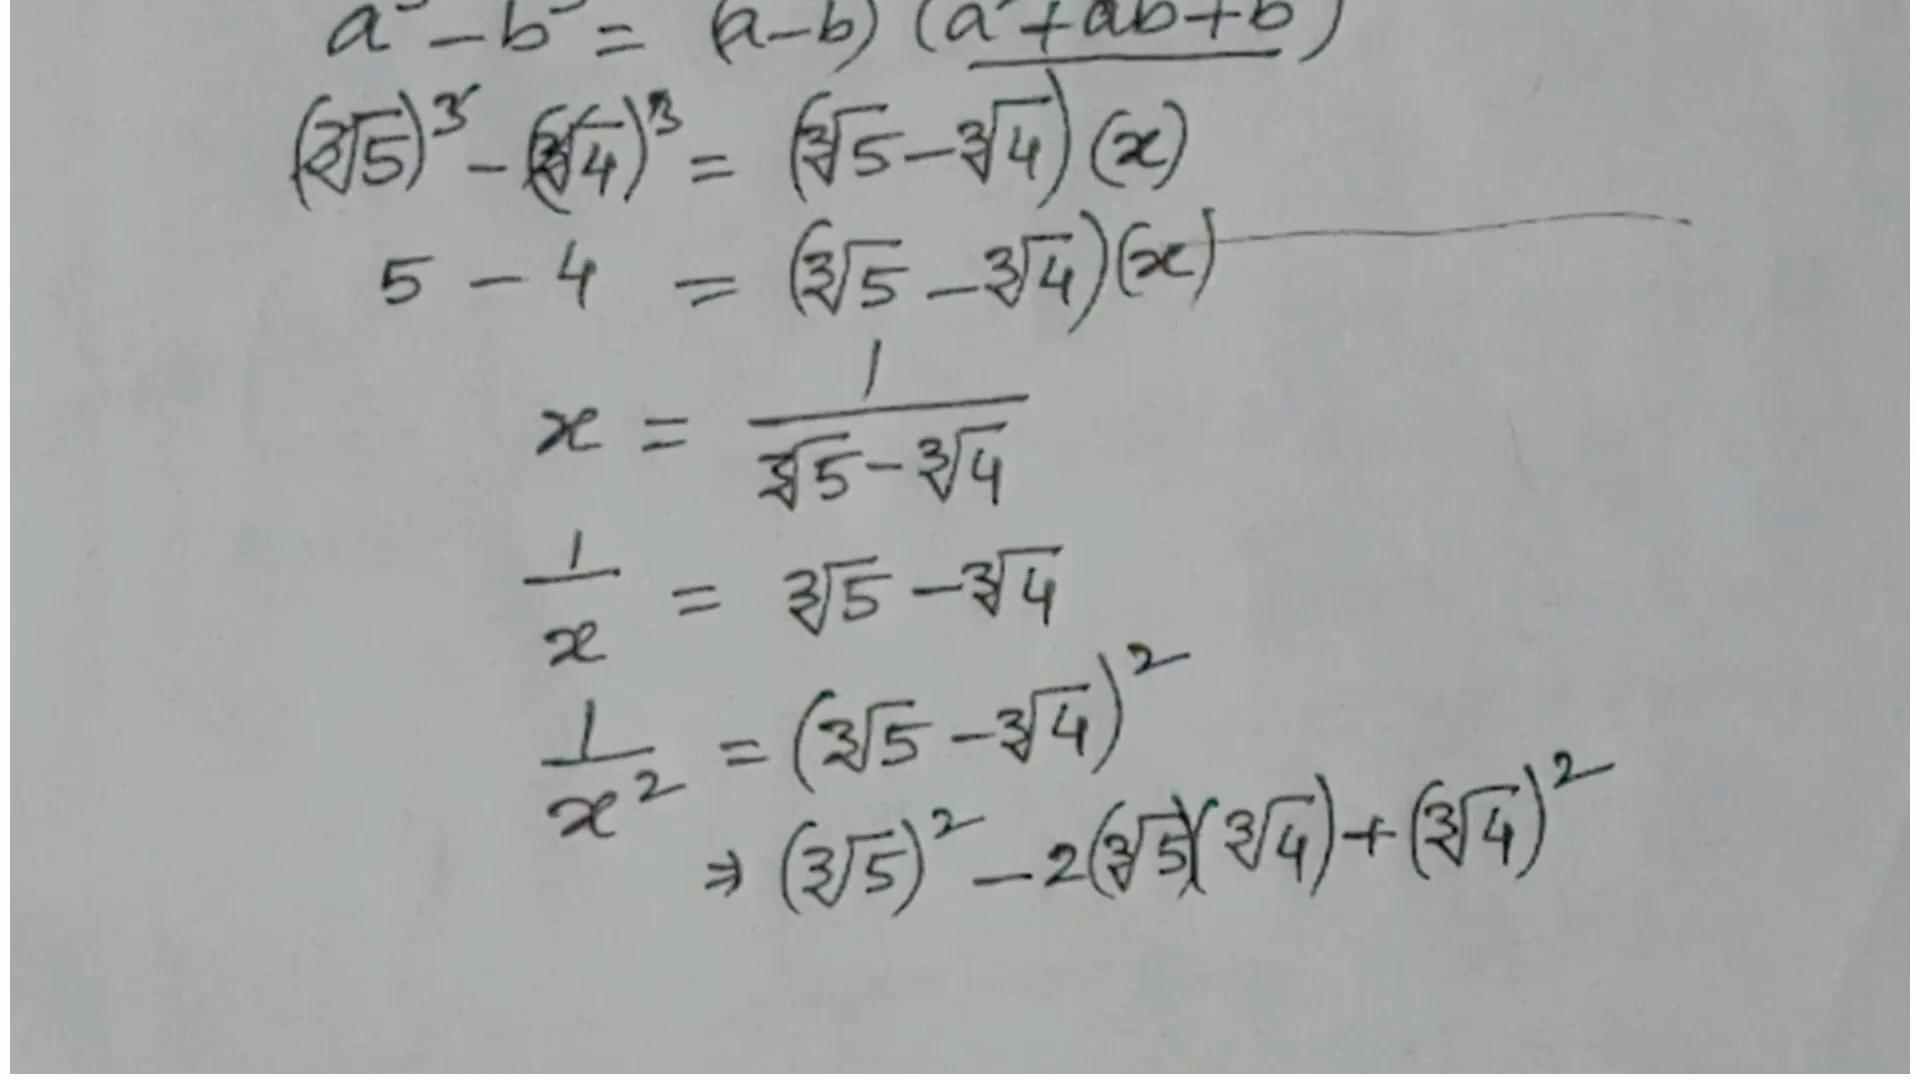 a³ - b³ = (a-b) (a²+ab+b²)
(∛5)³ - (∛4)³ = (∛5-∛4) (x)
5 - 4 = (∛5-∛4)(x)
x = 1/(∛5-∛4)
1/x = ∛5-∛4
1/x² = (∛5-∛4)²
⇒ (∛5)² - 2(∛5)(∛4) + (∛4)²